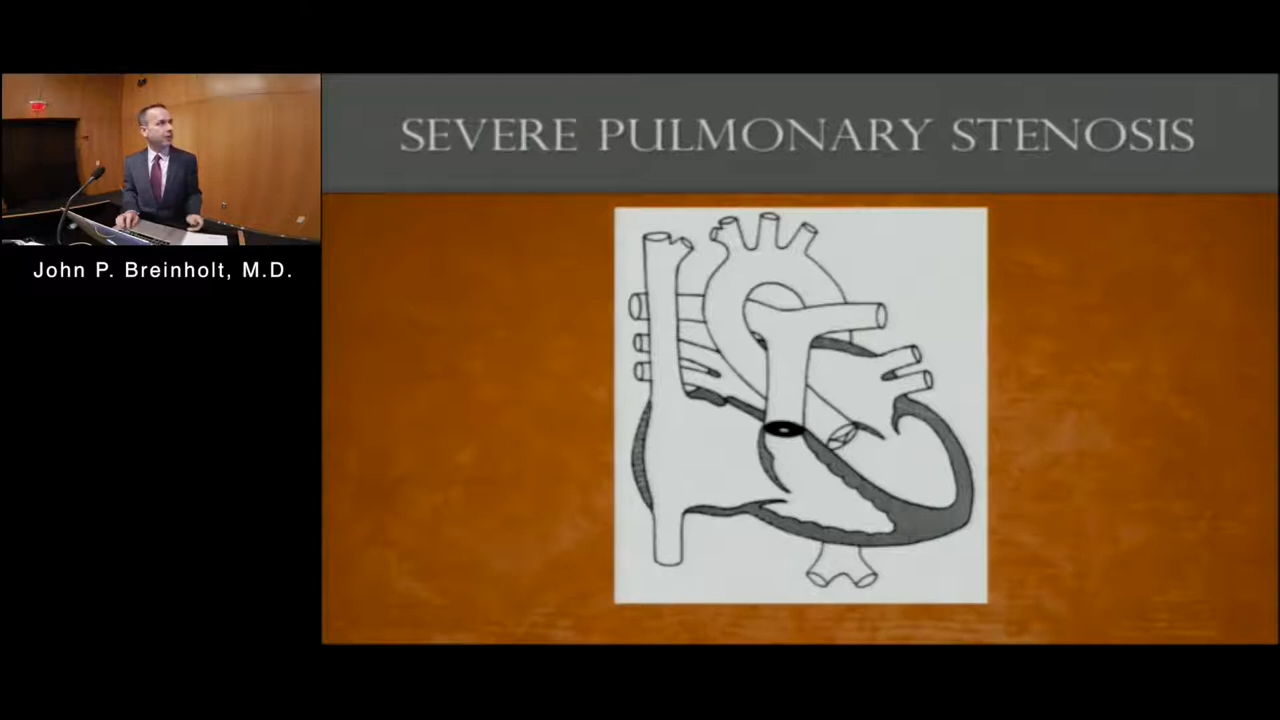 SEVERE PULMONARY STENOSIS
John P. Breinholt, M.D.